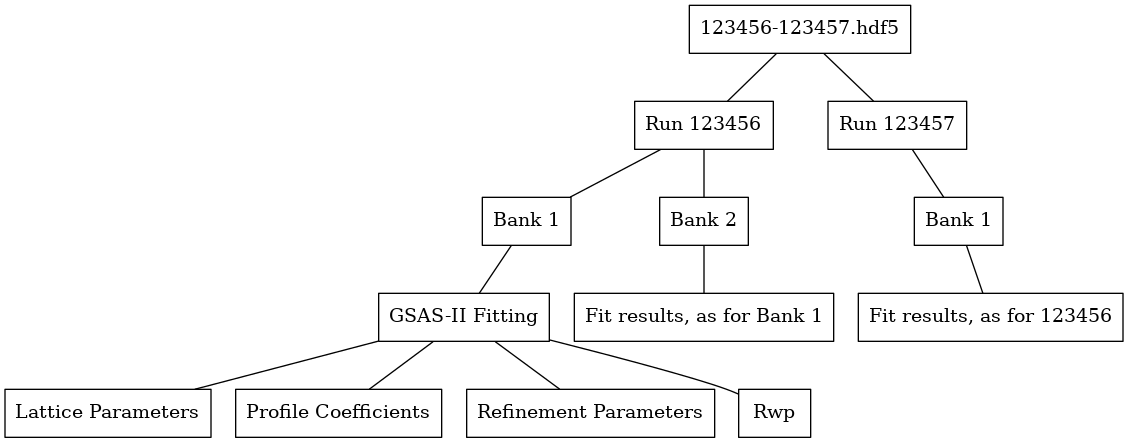 123456-123457.hdf5
Run 123456
Run 123457
Bank 1
Bank 2
Bank 1
GSAS-II Fitting
Fit results, as for Bank 1
Fit results, as for 123456
Lattice Parameters
Profile Coefficients
Refinement Parameters
Rwp